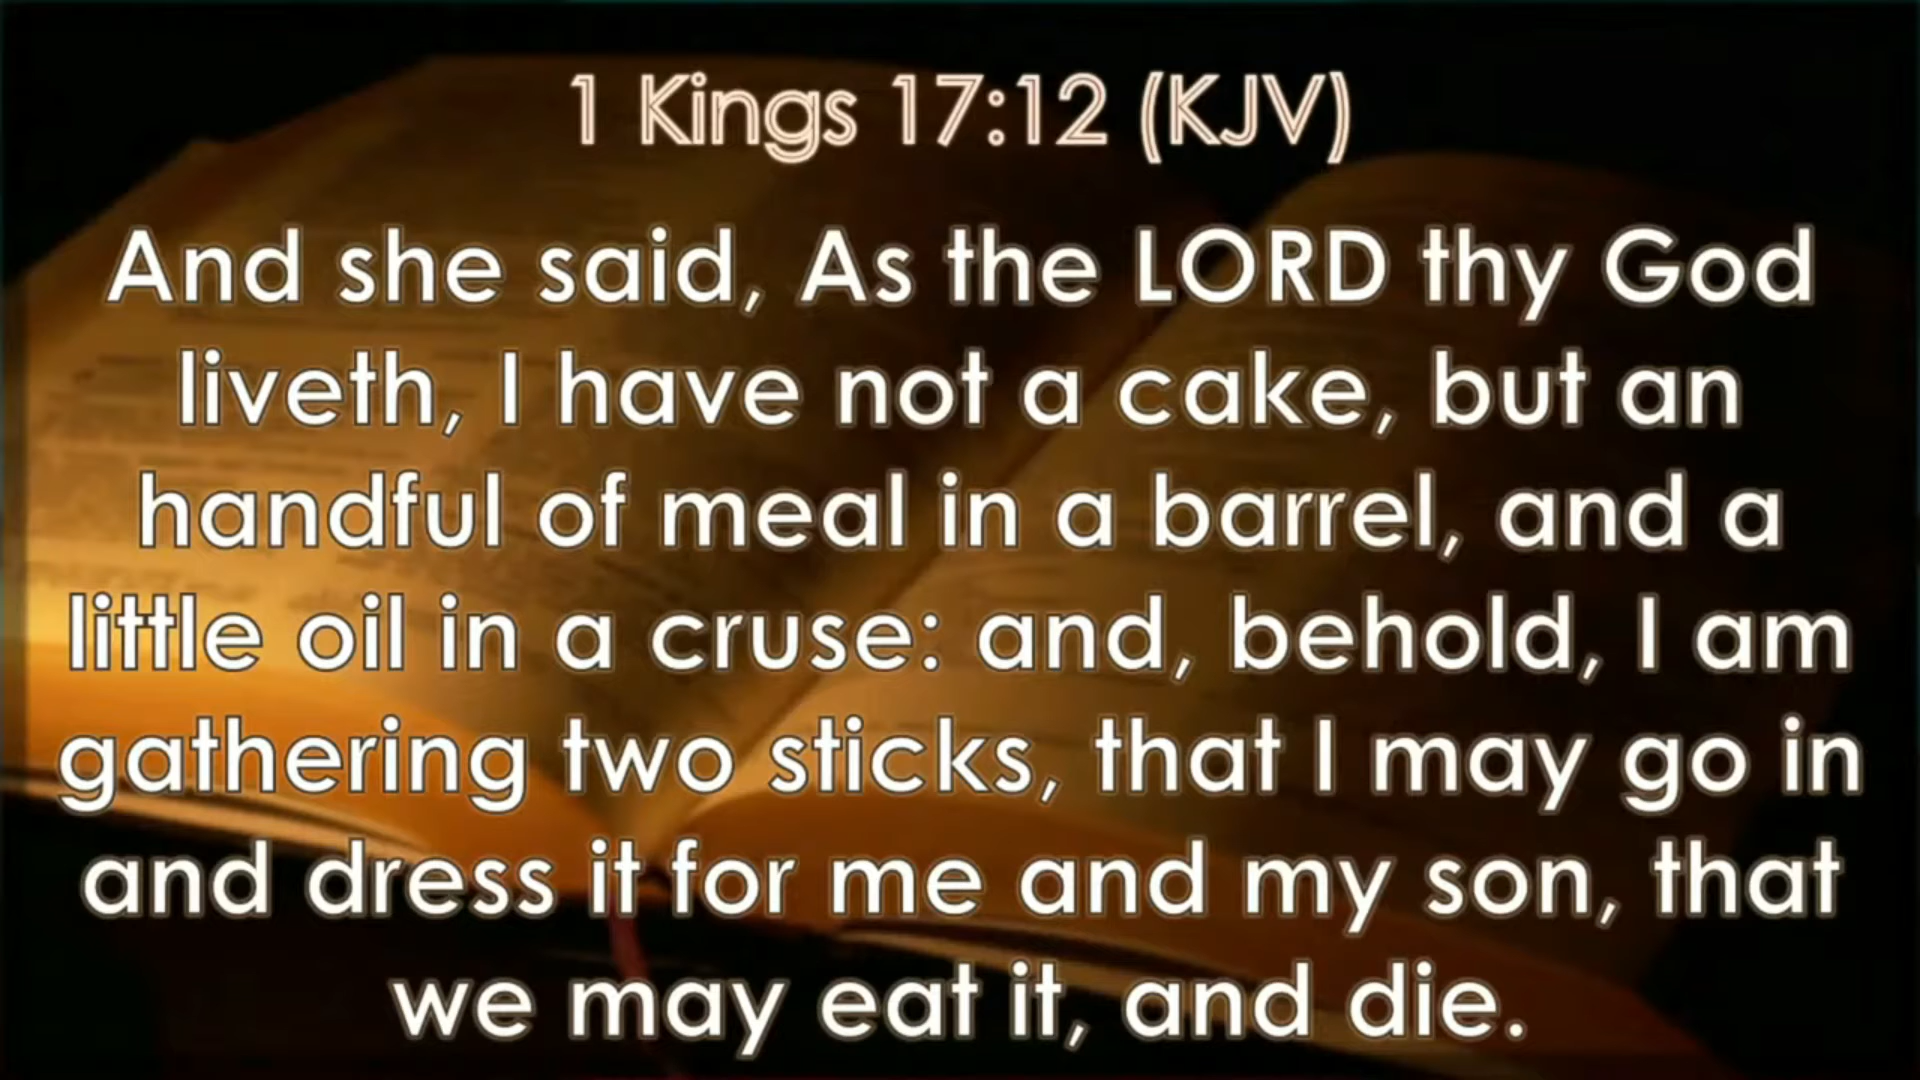 1 Kings 17:12 (KJV)
And she said, As the LORD thy God
liveth, I have not a cake, but an
handful of meal in a barrel, and a
little oil in a cruse: and, behold, I am
gathering two sticks, that I may go in
and dress it for me and my son, that
we may eat it, and die.